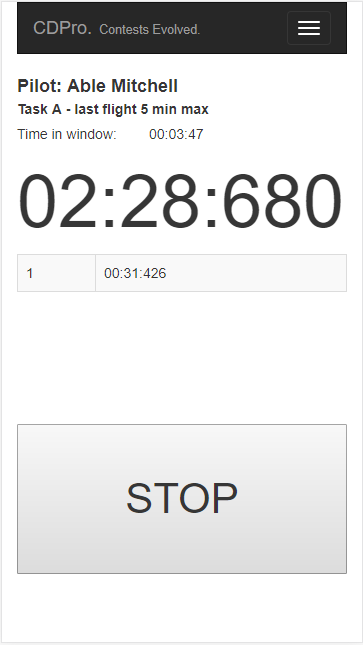 CDPro. Contests Evolved.
Pilot: Able Mitchell
Task A - last flight 5 min max
Time in window: 00:03:47
02:28:680
1 00:31:426
STOP